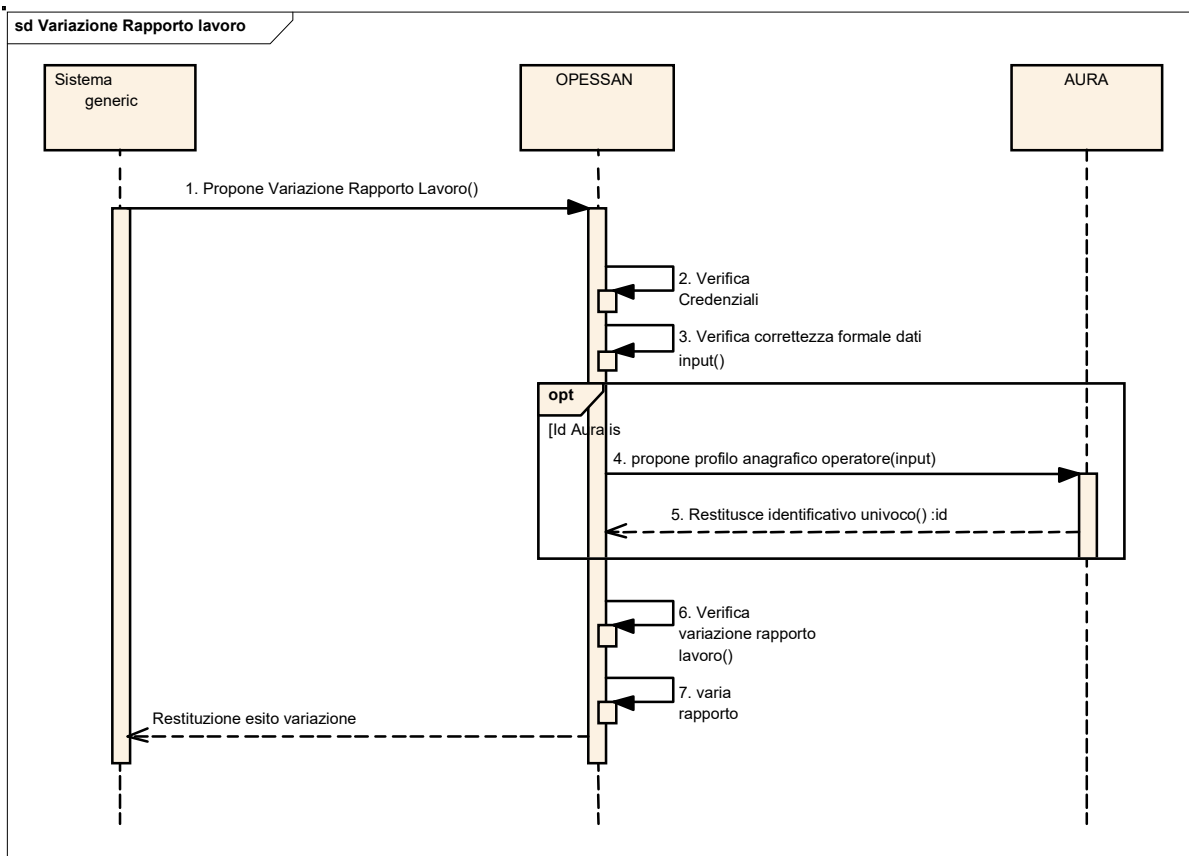 sd Variazione Rapporto lavoro
Sistema
generic
OPESSAN
AURA
1. Propone Variazione Rapporto Lavoro()
2. Verifica
Credenziali
3. Verifica correttezza formale dati
input()
opt
[Id Aura is
4. propone profilo anagrafico operatore(input)
5. Restitusce identificativo univoco() :id
6. Verifica
variazione rapporto
lavoro()
7. varia
rapporto
Restituzione esito variazione